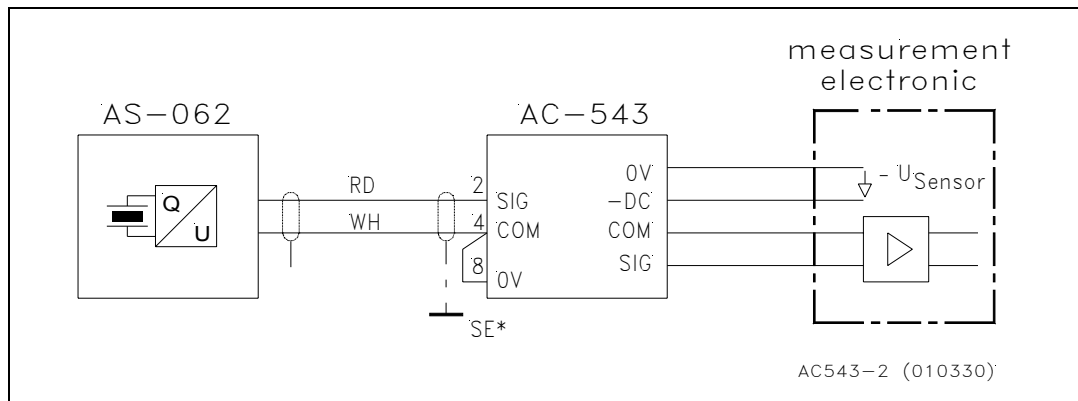 measurement
electronic
AS-062
AC-543
Q
U
RD
WH
2
4
8
SIG
COM
0V
SE*
0V
-DC
COM
SIG
- USensor
AC543-2 (010330)